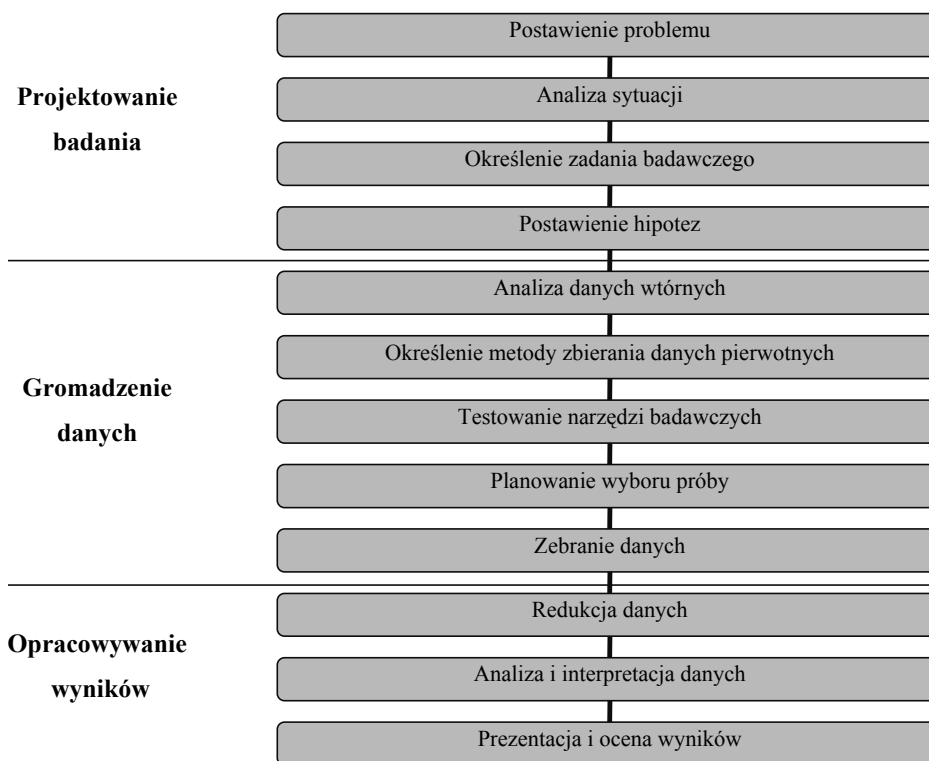 Projektowanie
badania
Postawienie problemu
Analiza sytuacji
Określenie zadania badawczego
Postawienie hipotez
Gromadzenie
danych
Analiza danych wtórnych
Określenie metody zbierania danych pierwotnych
Testowanie narzędzi badawczych
Planowanie wyboru próby
Zebranie danych
Opracowywanie
wyników
Redukcja danych
Analiza i interpretacja danych
Prezentacja i ocena wyników